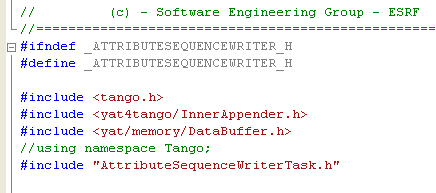 //          (c) - Software Engineering Group - ESRF
//=====================================================
#ifndef _ATTRIBUTESEQUENCEWRITER_H
#define _ATTRIBUTESEQUENCEWRITER_H
#include <tango.h>
#include <yat4tango/InnerAppender.h>
#include <yat/memory/DataBuffer.h>
//using namespace Tango;
#include "AttributeSequenceWriterTask.h"